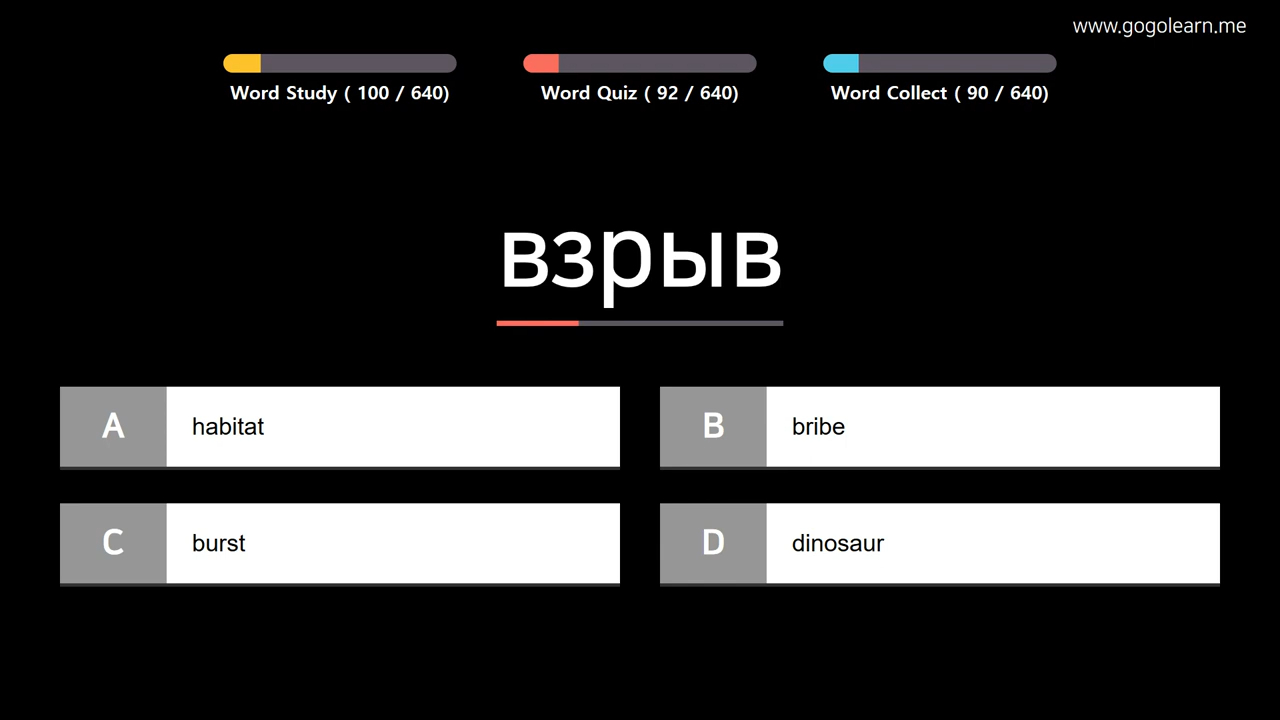 www.gogolearn.me
Word Study ( 100 / 640)
Word Quiz ( 92 / 640)
Word Collect ( 90 / 640)
взрыв
A habitat
B bribe
C burst
D dinosaur